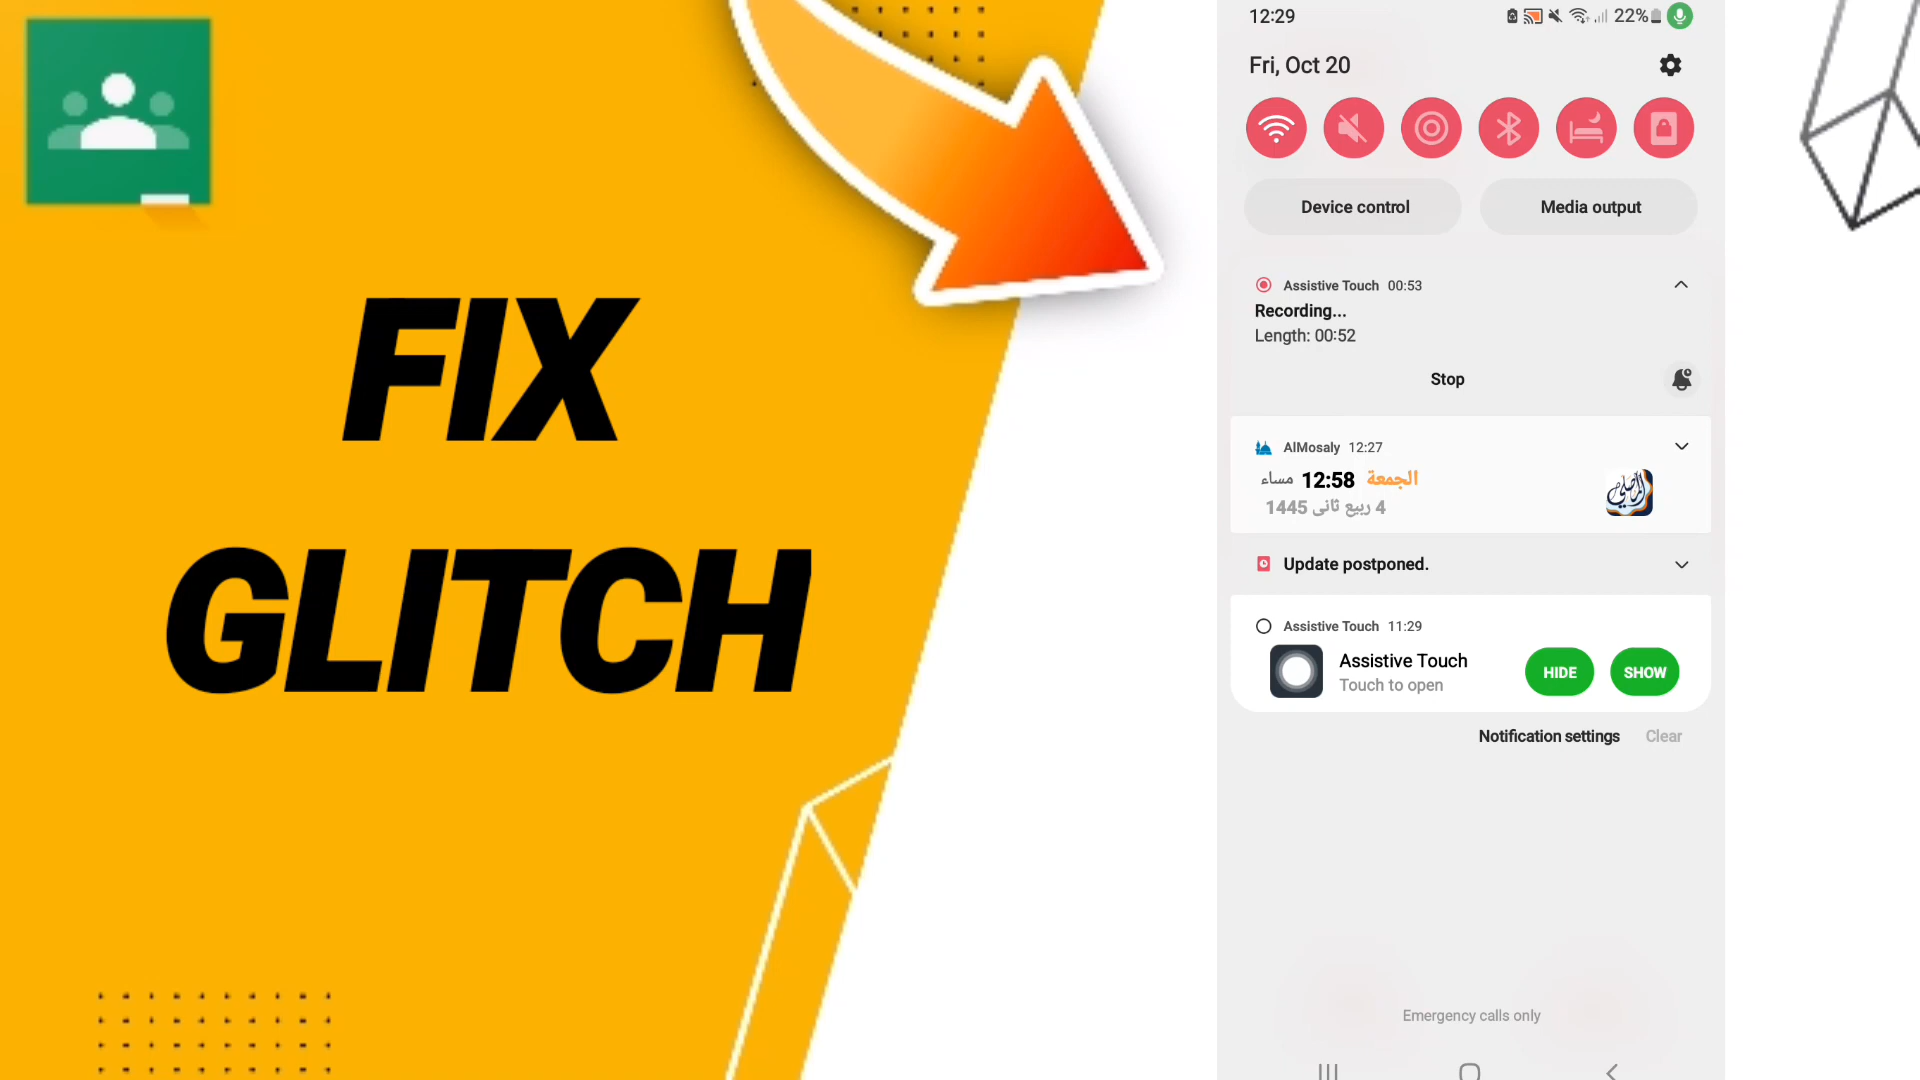 FIX
GLITCH
12:29
22%
Fri, Oct 20
Device control
Media output
Assistive Touch 00:53
Recording...
Length: 00:52
Stop
AlMosaly 12:27
الجمعة 12:58 مساء
4 ربيع ثانى 1445
المصلي
Update postponed.
Assistive Touch 11:29
Assistive Touch
Touch to open
HIDE
SHOW
Notification settings
Clear
Emergency calls only